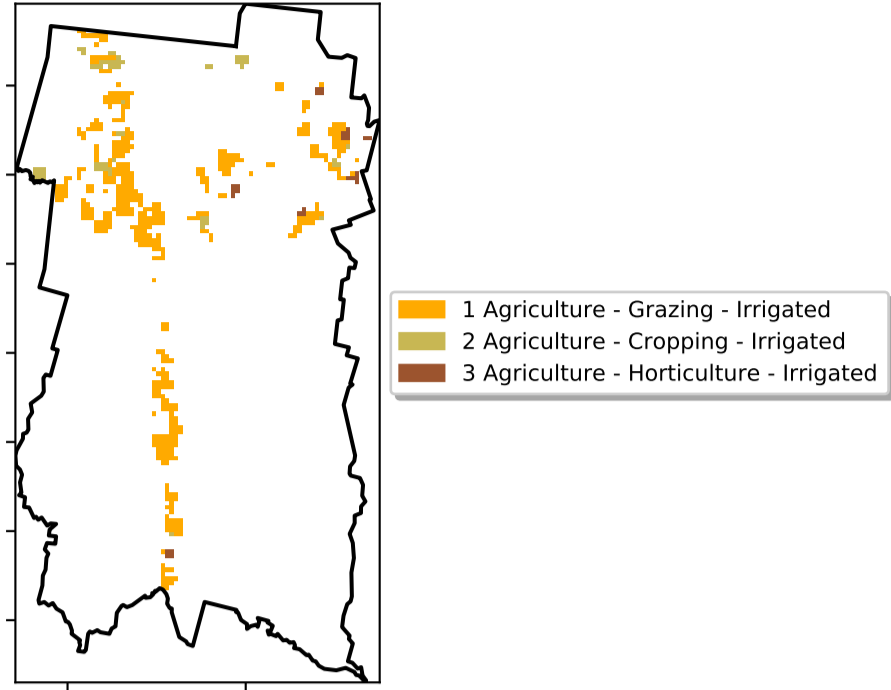 1 Agriculture - Grazing - Irrigated
2 Agriculture - Cropping - Irrigated
3 Agriculture - Horticulture - Irrigated